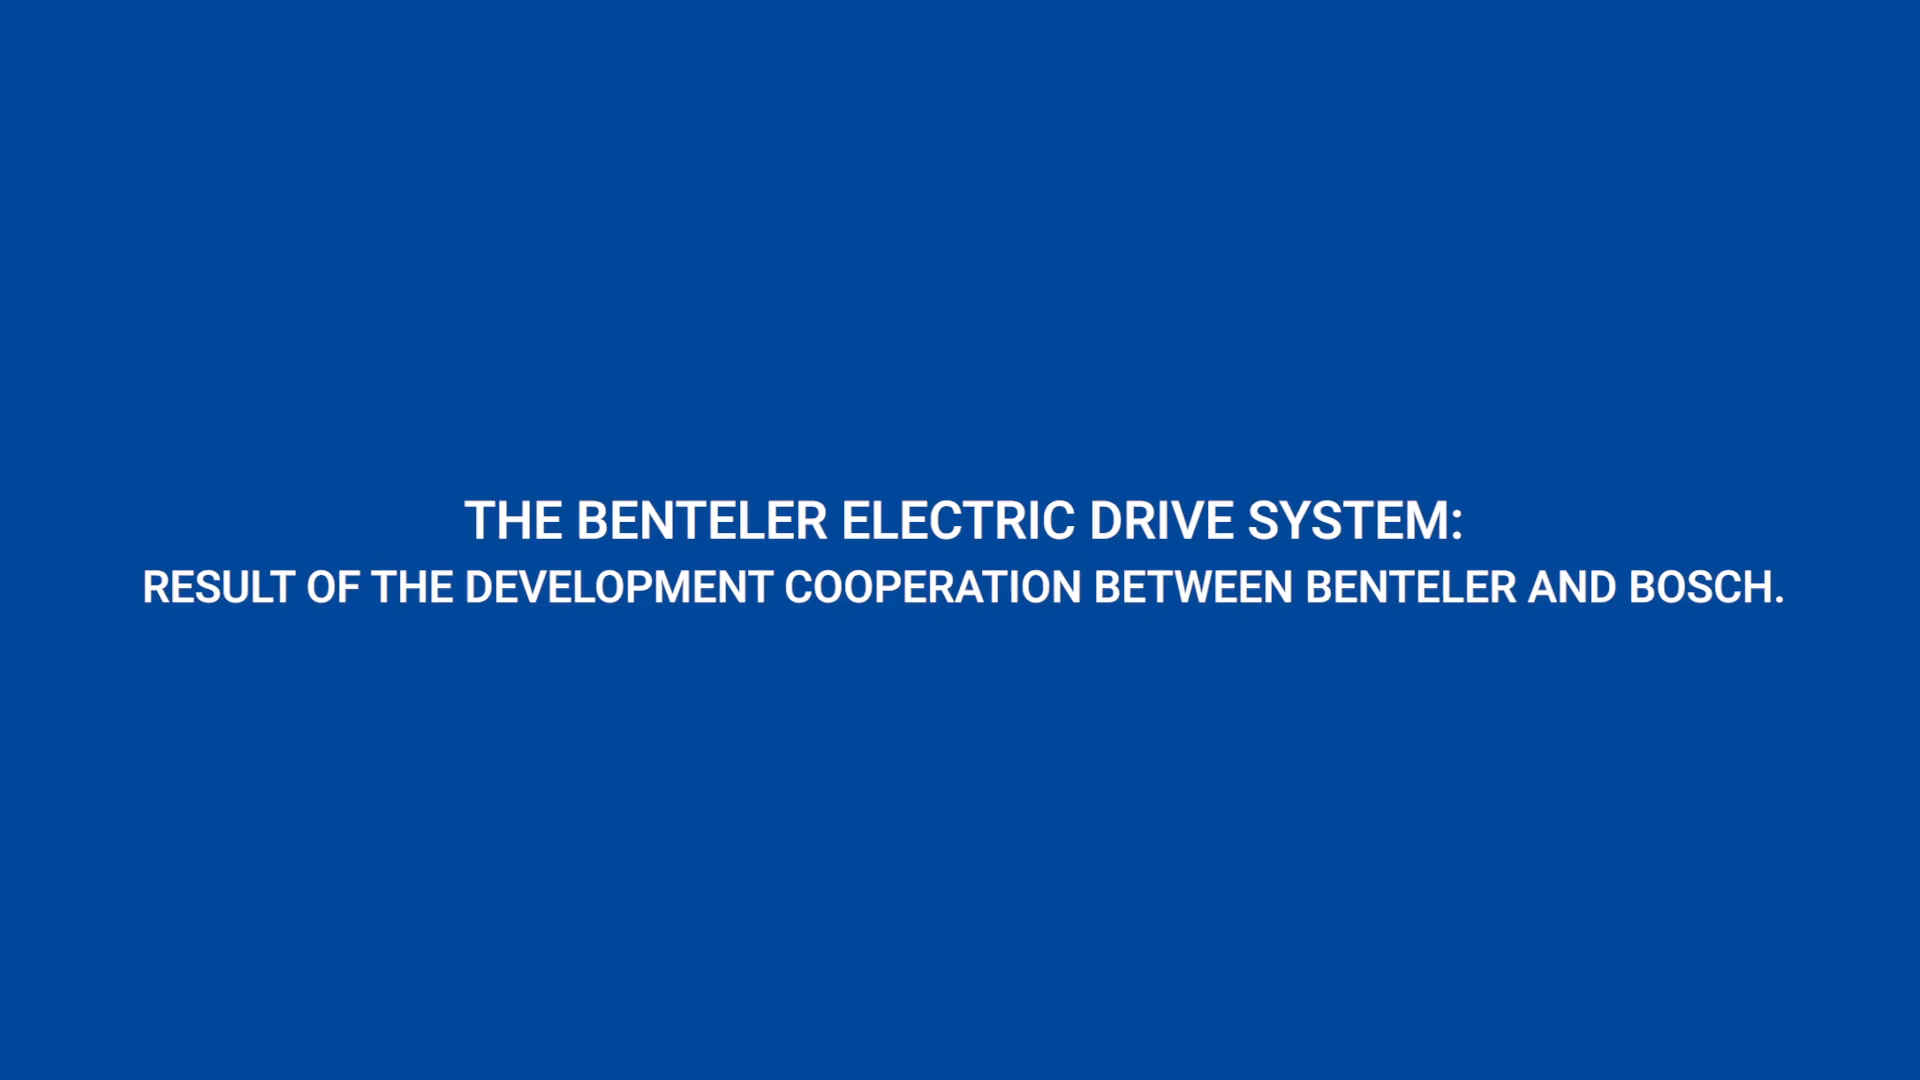 THE BENTELER ELECTRIC DRIVE SYSTEM:
RESULT OF THE DEVELOPMENT COOPERATION BETWEEN BENTELER AND BOSCH.